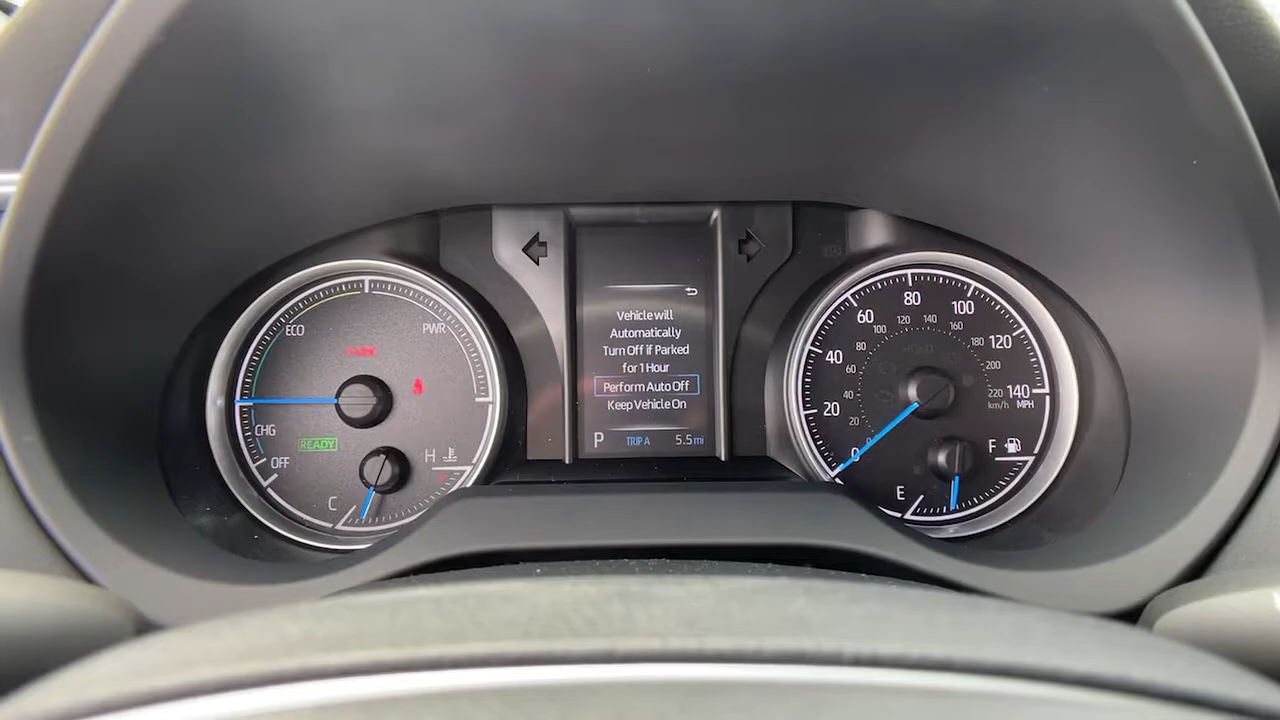 ECO
PWR
CHG
OFF
READY
C
H
Vehicle will
Automatically
Turn Off if Parked
for 1 Hour
Perform Auto Off
Keep Vehicle On
P TRIP A 5.5 mi
0
20
40
60
80
100
120
140
MPH
0
20
40
60
80
100
120
140
160
180
200
220
km/h
E
F